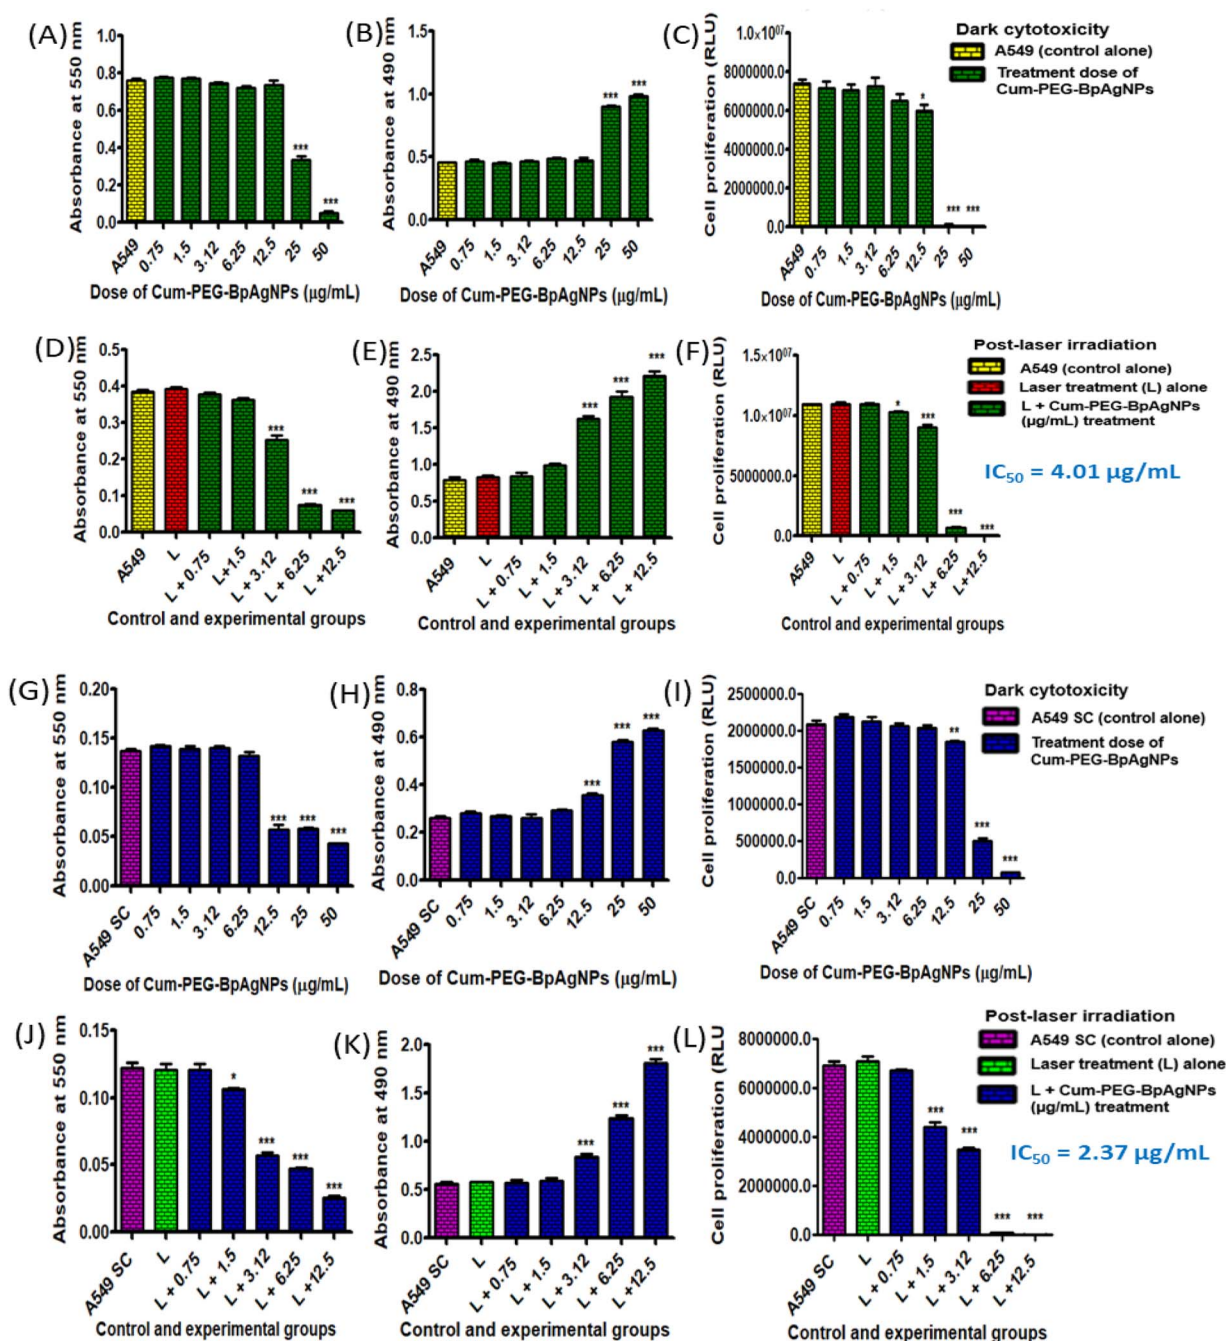 (A)
Absorbance at 550 nm
1.0
0.8
0.6
0.4
0.2
0.0
***
***
A549
0.75
1.5
3.12
6.25
12.5
25
50
Dose of Cum-PEG-BpAgNPs (µg/mL)
(B)
Absorbance at 490 nm
1.5
1.0
0.5
0.0
***
***
A549
0.75
1.5
3.12
6.25
12.5
25
50
Dose of Cum-PEG-BpAgNPs (µg/mL)
(C)
Cell proliferation (RLU)
1.0×10⁰⁷
8000000.0
6000000.0
4000000.0
2000000.0
0.0
*
***
***
A549
0.75
1.5
3.12
6.25
12.5
25
50
Dose of Cum-PEG-BpAgNPs (µg/mL)
Dark cytotoxicity
A549 (control alone)
Treatment dose of
Cum-PEG-BpAgNPs
(D)
Absorbance at 550 nm
0.5
0.4
0.3
0.2
0.1
0.0
***
***
***
A549
L
L + 0.75
L+1.5
L + 3.12
L + 6.25
L +12.5
Control and experimental groups
(E)
Absorbance at 490 nm
2.5
2.0
1.5
1.0
0.5
0.0
***
***
***
A549
L
L + 0.75
L + 1.5
L + 3.12
L + 6.25
L + 12.5
Control and experimental groups
(F)
Cell proliferation (RLU)
1.5×10⁰⁷
1.0×10⁰⁷
5000000.0
0.0
*
***
***
***
A549
L
L + 0.75
L + 1.5
L + 3.12
L+ 6.25
L+12.5
Control and experimental groups
Post-laser irradiation
A549 (control alone)
Laser treatment (L) alone
L + Cum-PEG-BpAgNPs
(µg/mL) treatment
IC₅₀ = 4.01 µg/mL
(G)
Absorbance at 550 nm
0.20
0.15
0.10
0.05
0.00
***
***
***
A549 SC
0.75
1.5
3.12
6.25
12.5
25
50
Dose of Cum-PEG-BpAgNPs (µg/mL)
(H)
Absorbance at 490 nm
0.8
0.6
0.4
0.2
0.0
***
***
***
A549 SC
0.75
1.5
3.12
6.25
12.5
25
50
Dose of Cum-PEG-BpAgNPs (µg/mL)
(I)
Cell proliferation (RLU)
2500000.0
2000000.0
1500000.0
1000000.0
500000.0
0.0
**
***
***
A549 SC
0.75
1.5
3.12
6.25
12.5
25
50
Dose of Cum-PEG-BpAgNPs (µg/mL)
Dark cytotoxicity
A549 SC (control alone)
Treatment dose of
Cum-PEG-BpAgNPs
(J)
Absorbance at 550 nm
0.15
0.10
0.05
0.00
*
***
***
***
A549 SC
L
L + 0.75
L + 1.5
L + 3.12
L + 6.25
L +12.5
Control and experimental groups
(K)
Absorbance at 490 nm
2.0
1.5
1.0
0.5
0.0
***
***
***
A549 SC
L
L + 0.75
L + 1.5
L + 3.12
L + 6.25
L +12.5
Control and experimental groups
(L)
Cell proliferation (RLU
8000000.0
6000000.0
4000000.0
2000000.0
0.0
***
***
***
***
A549 SC
L
L + 0.75
L + 1.5
L + 3.12
L + 6.25
L +12.5
Control and experimental groups
Post-laser irradiation
A549 SC (control alone)
Laser treatment (L) alone
L + Cum-PEG-BpAgNPs
(µg/mL) treatment
IC₅₀ = 2.37 µg/mL